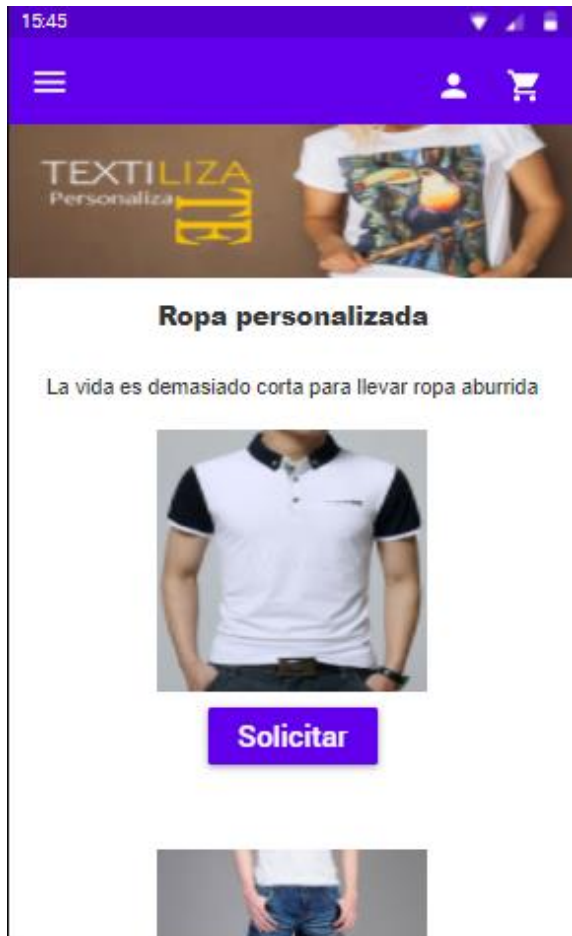 15:45
TEXTILIZA
Personaliza
TE
Ropa personalizada
La vida es demasiado corta para llevar ropa aburrida
Solicitar